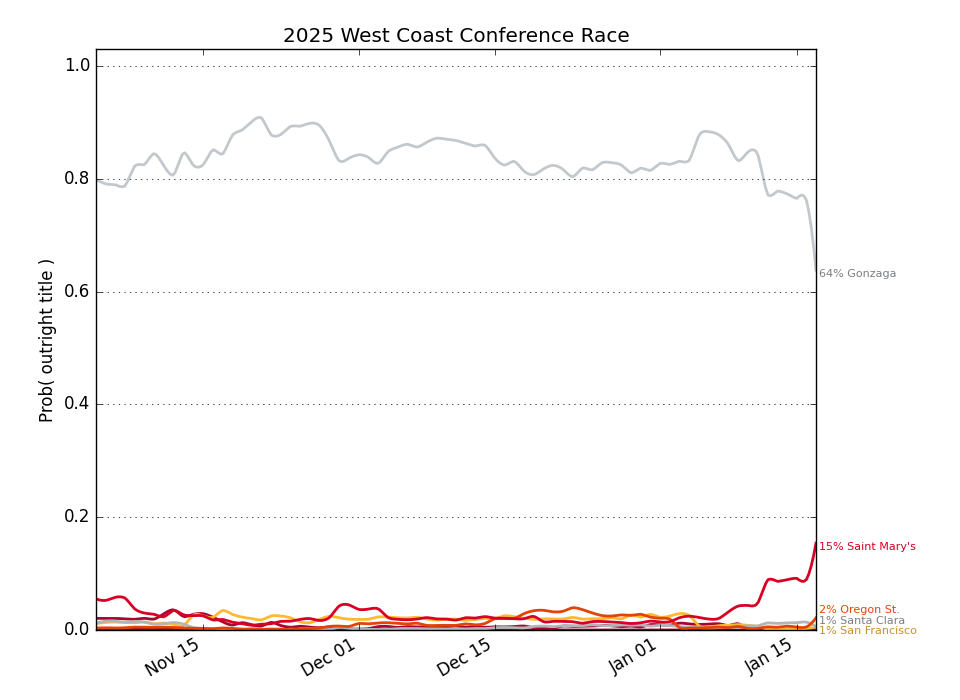 2025 West Coast Conference Race
Prob( outright title )
1.0
0.8
0.6
0.4
0.2
0.0
64% Gonzaga
15% Saint Mary's
2% Oregon St.
1% Santa Clara
1% San Francisco
Nov 15
Dec 01
Dec 15
Jan 01
Jan 15